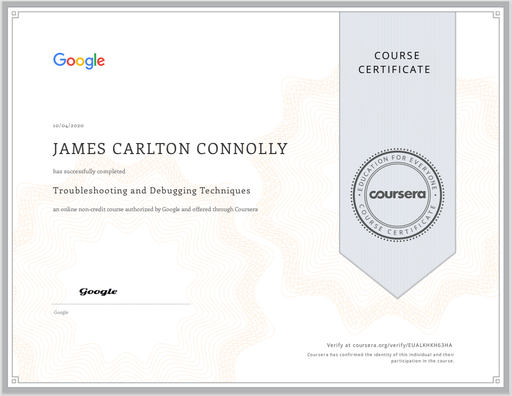 Google
COURSE
CERTIFICATE
10/04/2020
JAMES CARLTON CONNOLLY
has successfully completed
Troubleshooting and Debugging Techniques
an online non-credit course authorized by Google and offered through Coursera
EDUCATION FOR EVERYONE
coursera
COURSE CERTIFICATE
Google
Google
Verify at coursera.org/verify/EUALKHKH63HA
Coursera has confirmed the identity of this individual and their
participation in the course.